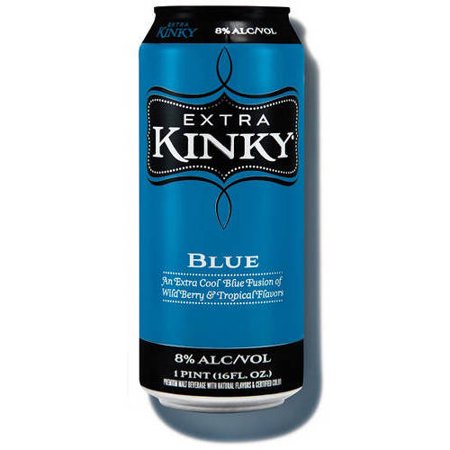 EXTRA
KINKY
8% ALC/VOL
EXTRA
KINKY
BLUE
An Extra Cool Blue Fusion of
Wild Berry & Tropical Flavors
8% ALC/VOL
1 PINT (16FL. OZ.)
PREMIUM MALT BEVERAGE WITH NATURAL FLAVORS & CERTIFIED COLOR